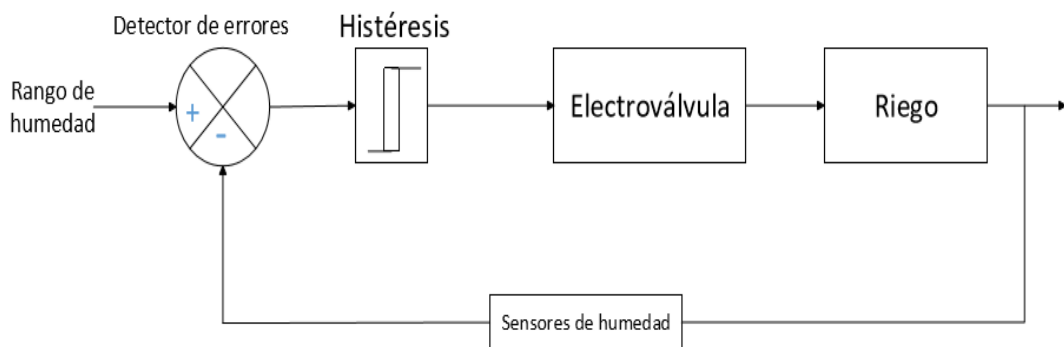 Detector de errores
Histéresis
Rango de
humedad
+
-
Electroválvula
Riego
Sensores de humedad